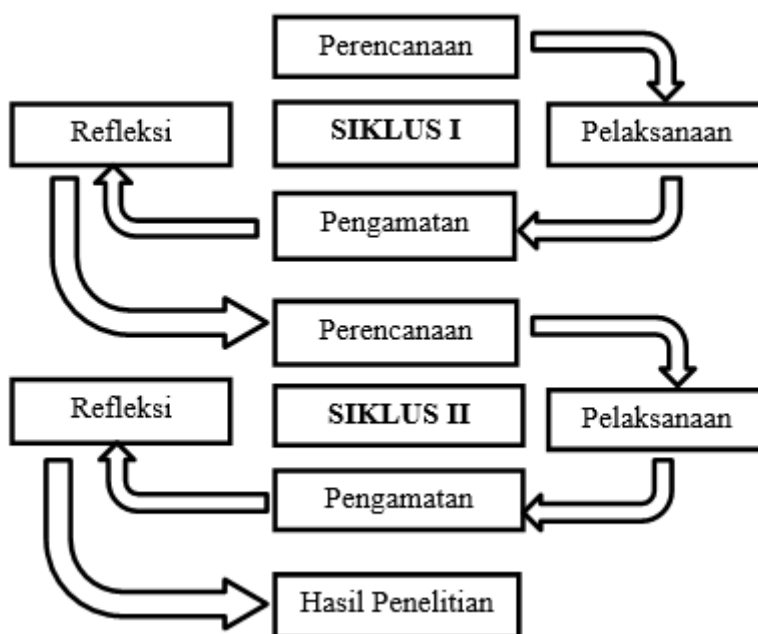 Perencanaan
Refleksi
SIKLUS I
Pelaksanaan
Pengamatan
Perencanaan
Refleksi
SIKLUS II
Pelaksanaan
Pengamatan
Hasil Penelitian